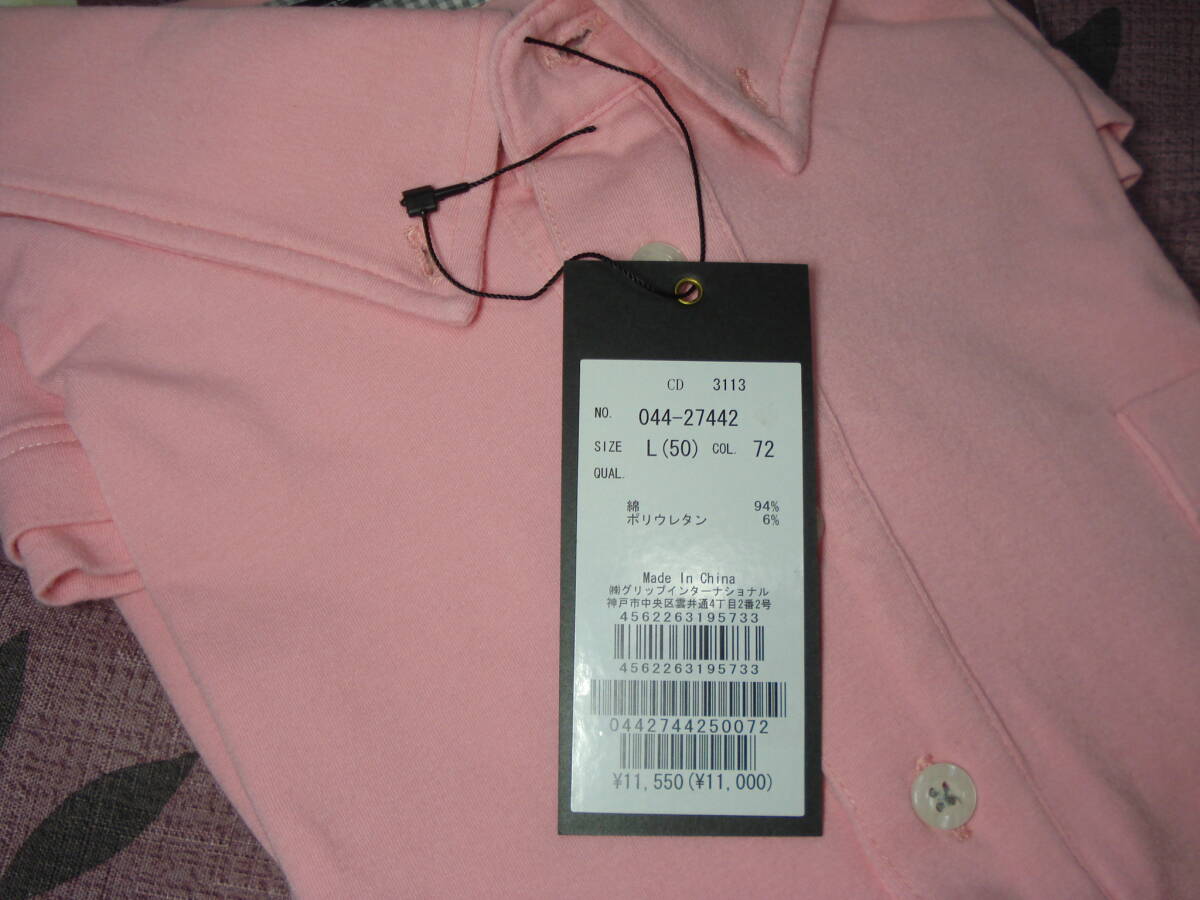 CD 3113
NO. 044-27442
SIZE L(50) COL. 72
QUAL.
綿 94%
ポリウレタン 6%
Made In China
㈱グリップインターナショナル
神戸市中央区雲井通4丁目2番2号
4562263195733
4562263195733
0442744250072
¥11,550(¥11,000)